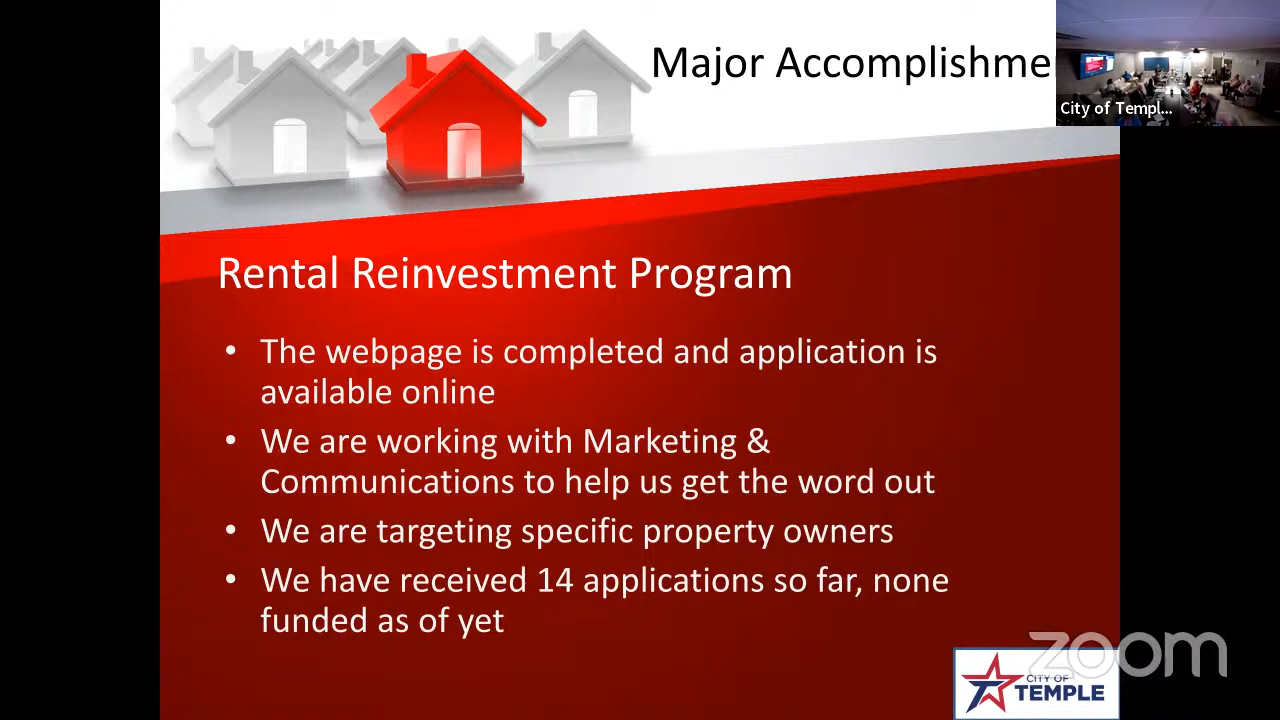 Major Accomplishme
City of Templ...
Rental Reinvestment Program
• The webpage is completed and application is
available online
• We are working with Marketing &
Communications to help us get the word out
• We are targeting specific property owners
• We have received 14 applications so far, none
funded as of yet
zoom
CITY OF
TEMPLE